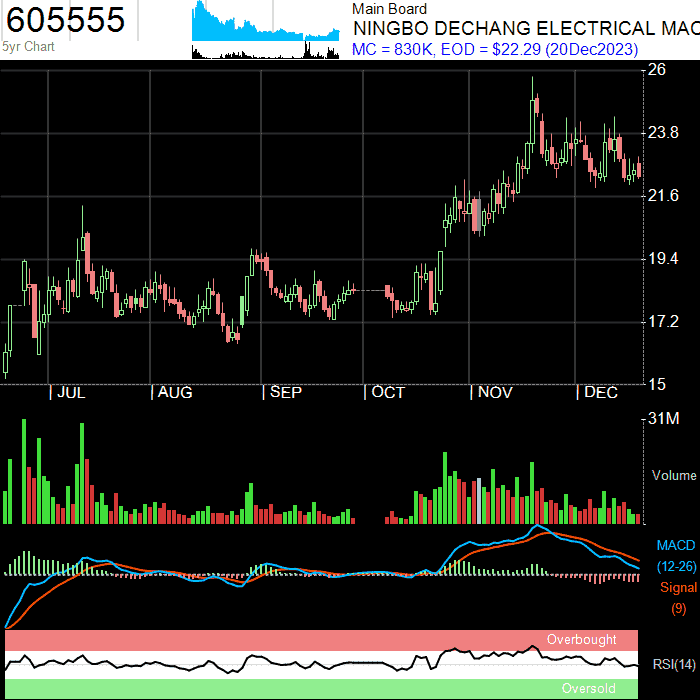 605555
5yr Chart
Main Board
NINGBO DECHANG ELECTRICAL MAC
MC = 830K, EOD = $22.29 (20Dec2023)
26
23.8
21.6
19.4
17.2
15
JUL
AUG
SEP
OCT
NOV
DEC
31M
Volume
MACD
(12-26)
Signal
(9)
Overbought
RSI(14)
Oversold